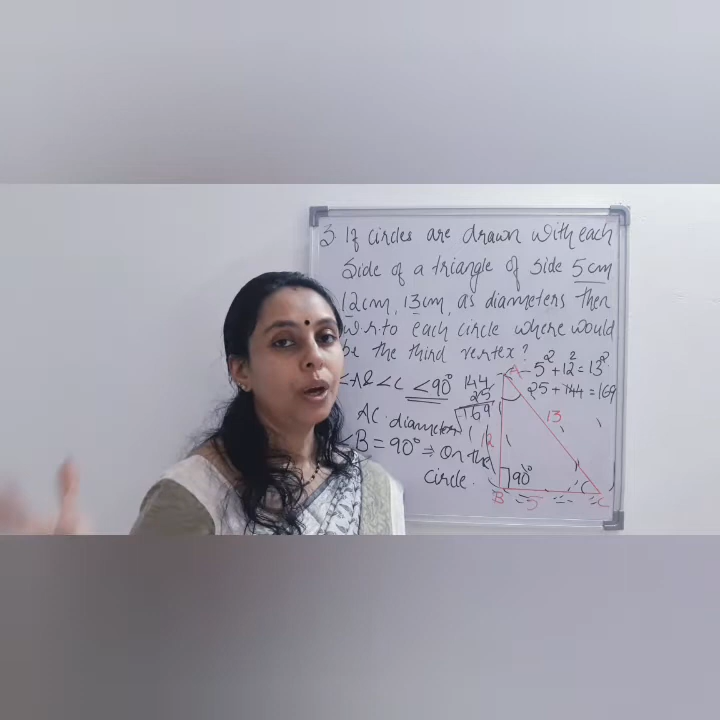 3. If circles are drawn with each
Side of a triangle of side 5cm
12cm, 13cm, as diameters then
w.r.to each circle where would
be the third vertex?
A
5²+12²=13²
25+144=169
144
25
169
∠A & ∠C <90°
AC diameter
∠B = 90° ⇒ On the
circle.
12
13
90°
B
5
C